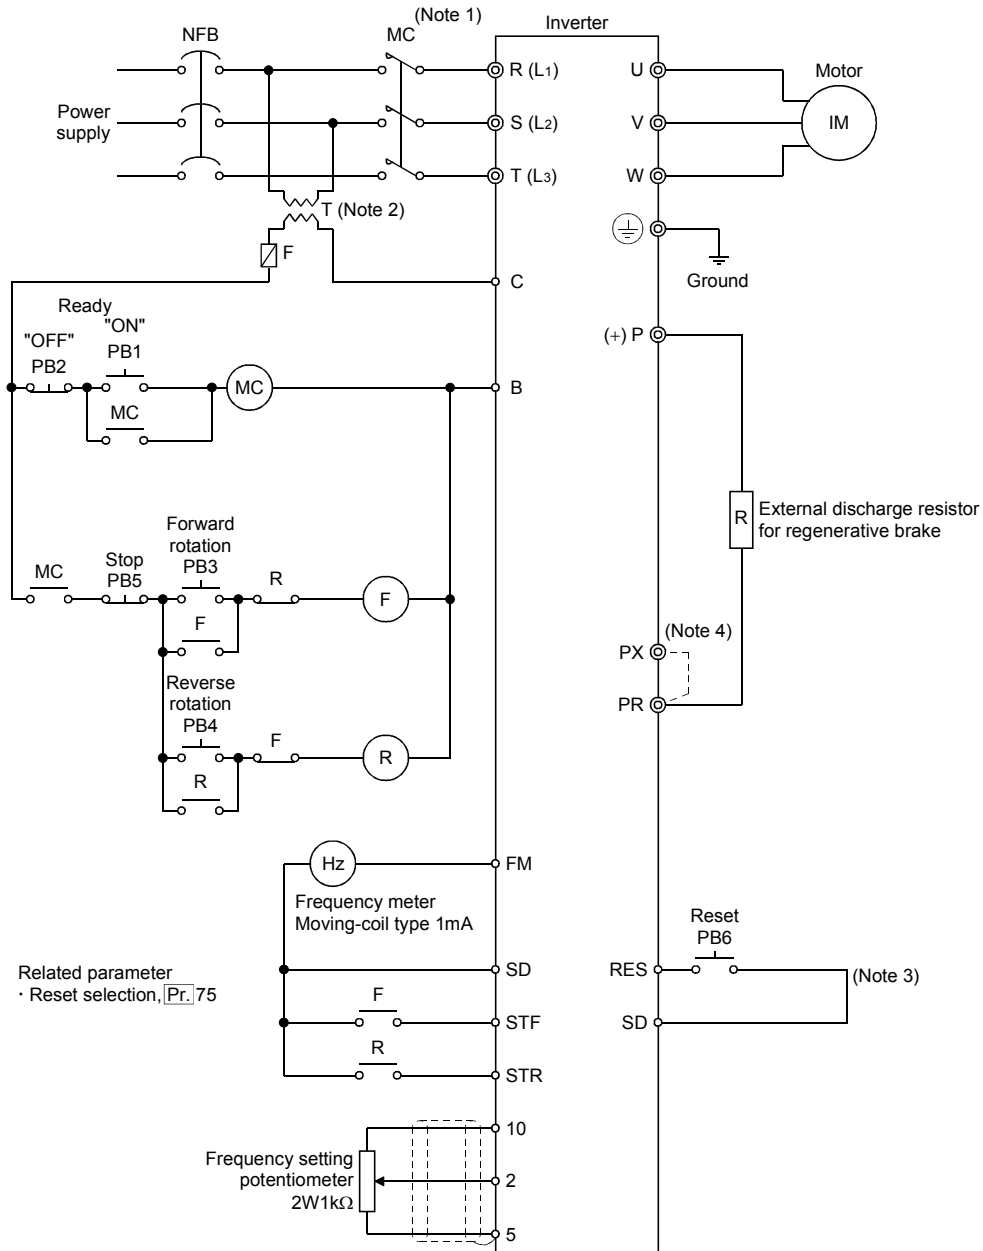 (Note 1)
Inverter
NFB
MC
R (L1)
U
Motor
Power
supply
S (L2)
V
IM
T (L3)
W
T (Note 2)
F
Ground
C
Ready
"ON"
"OFF"
PB1
PB2
(+) P
MC
B
MC
External discharge resistor
for regenerative brake
R
Forward
rotation
PB3
Stop
PB5
MC
R
F
F
(Note 4)
PX
Reverse
rotation
PB4
PR
F
R
R
Hz
FM
Frequency meter
Moving-coil type 1mA
Reset
PB6
Related parameter
· Reset selection, Pr. 75
SD
RES
(Note 3)
F
STF
SD
R
STR
10
Frequency setting
potentiometer
2W1kΩ
2
5